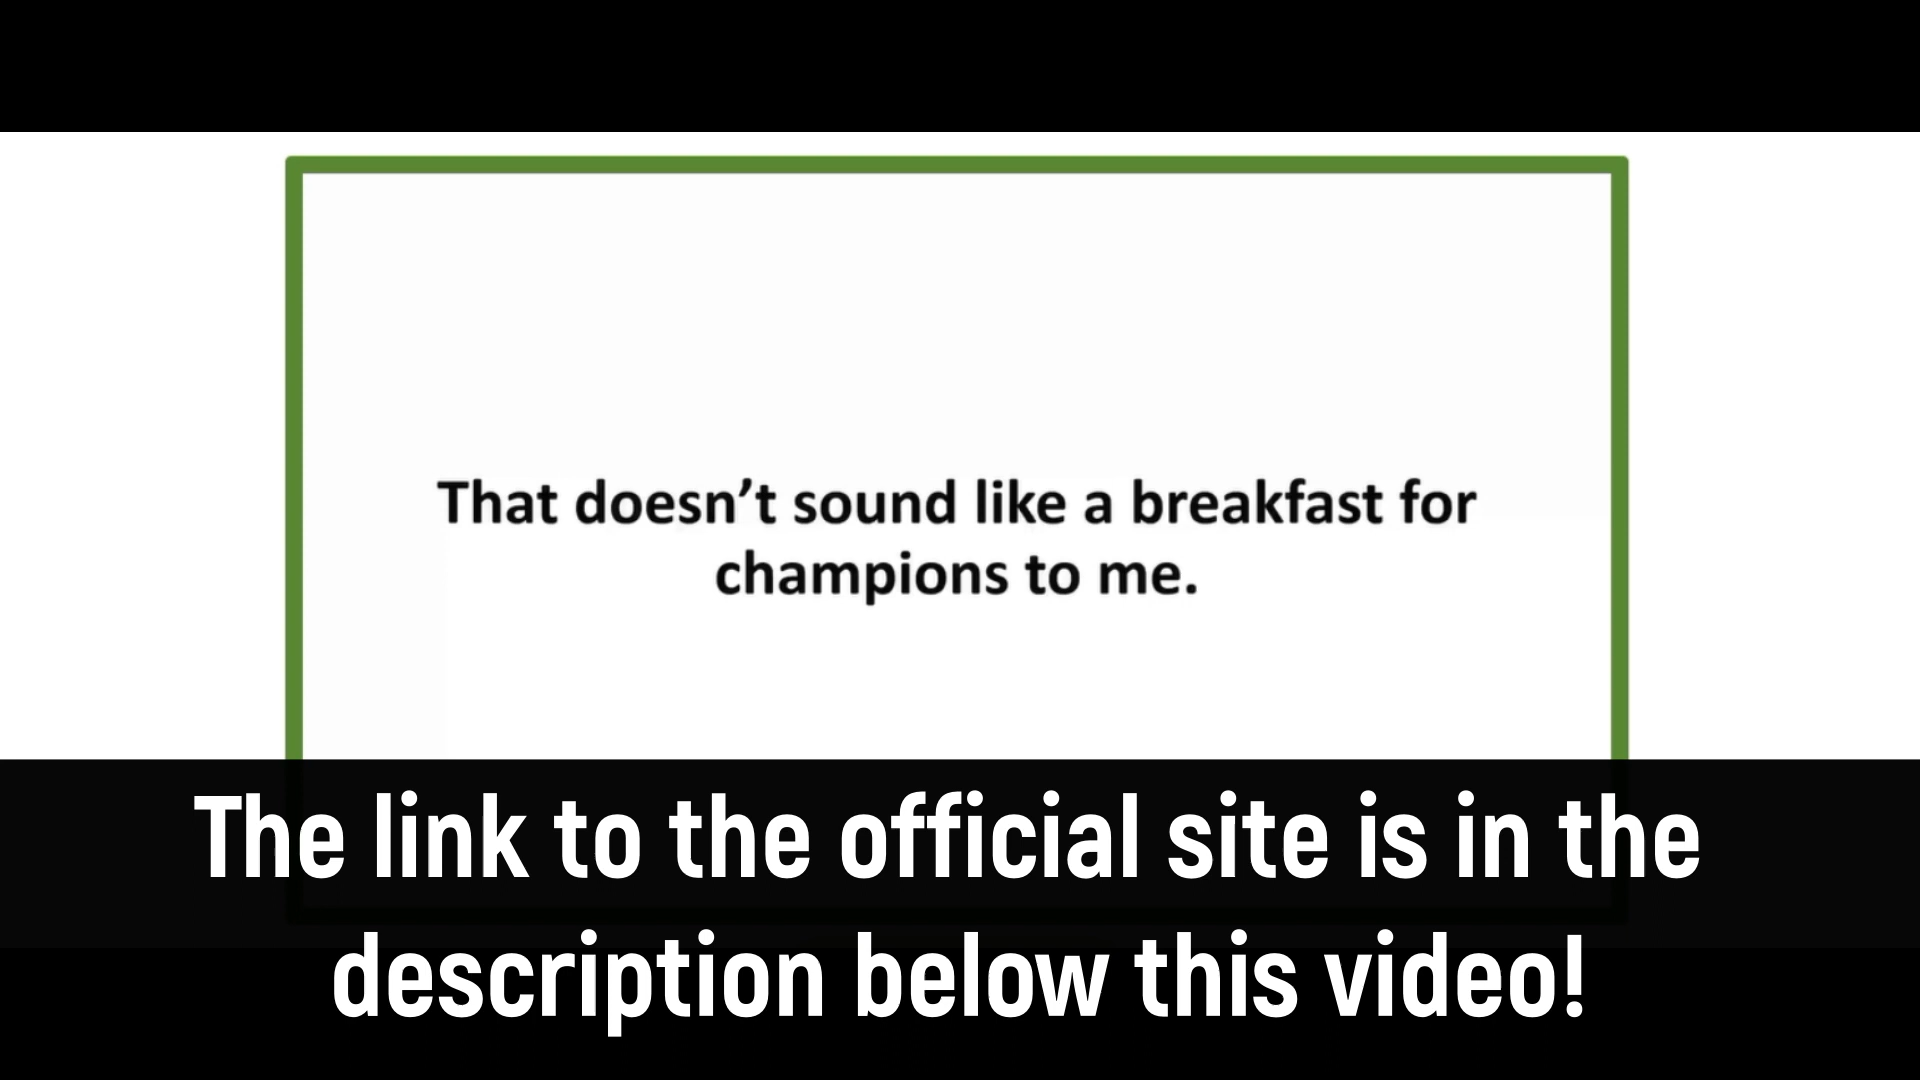 That doesn’t sound like a breakfast for
champions to me.
The link to the official site is in the
description below this video!